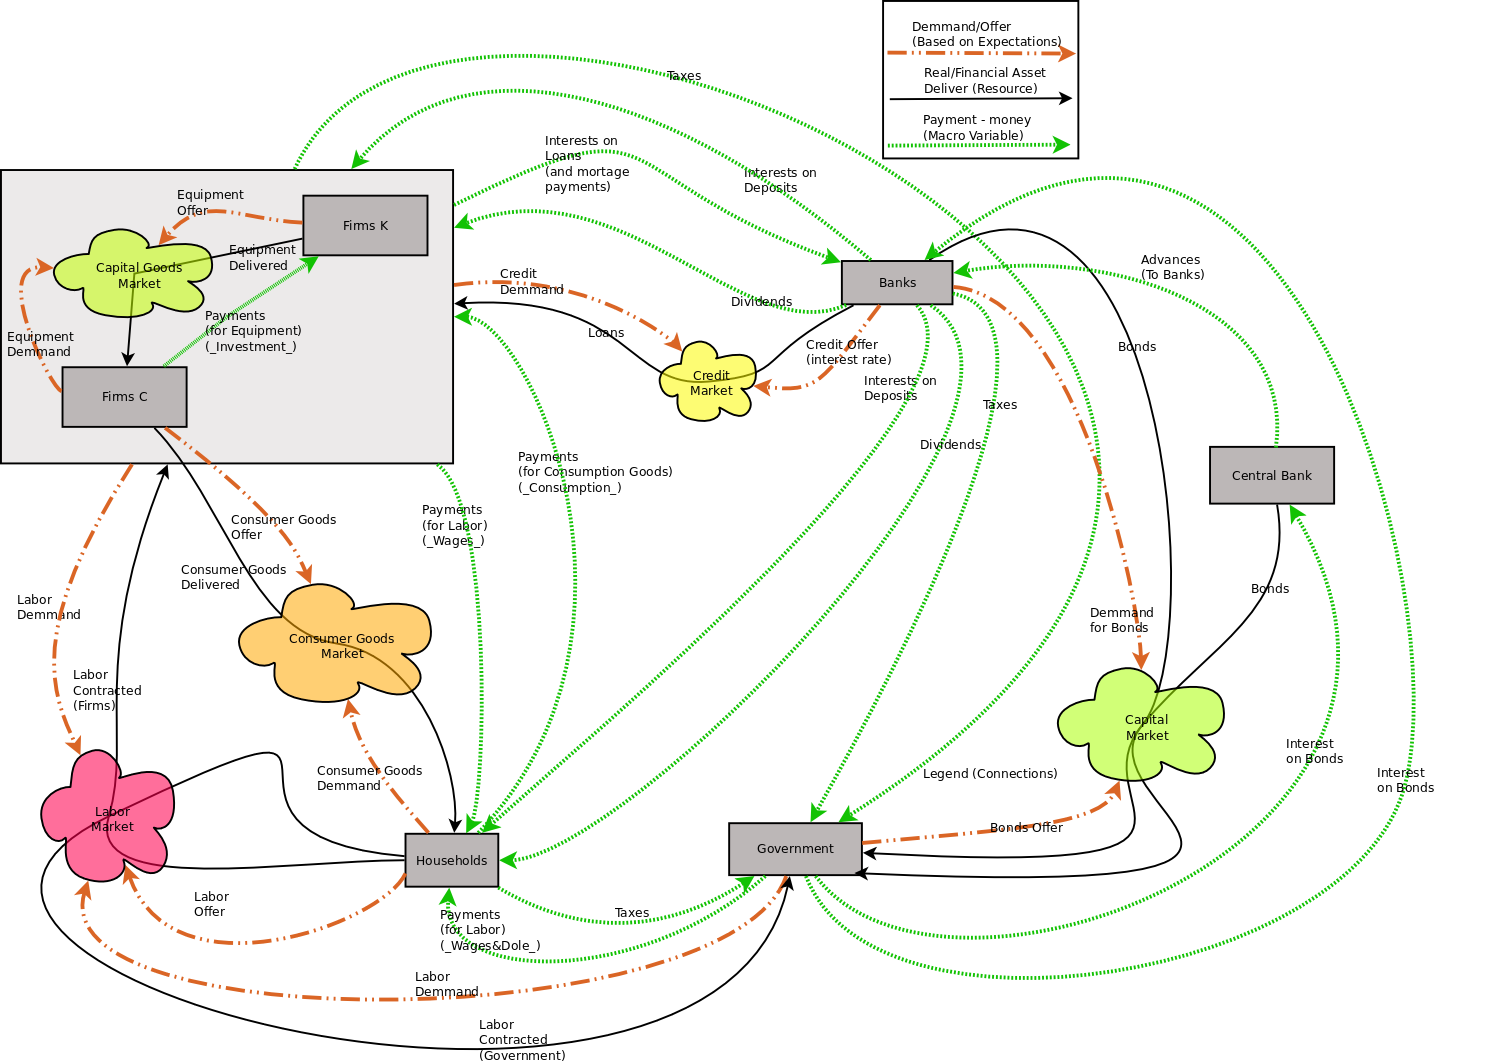 Demmand/Offer
(Based on Expectations)
Real/Financial Asset
Deliver (Resource)
Payment - money
(Macro Variable)
Taxes
Interests on
Loans
(and mortage
payments)
Interests on
Deposits
Equipment
Offer
Firms K
Equipment
Delivered
Capital Goods
Market
Equipment
Demmand
Payments
(for Equipment)
(_Investment_)
Firms C
Credit
Demmand
Dividends
Banks
Advances
(To Banks)
Loans
Credit Offer
(interest rate)
Bonds
Credit
Market
Interests on
Deposits
Taxes
Dividends
Central Bank
Payments
(for Consumption Goods)
(_Consumption_)
Payments
(for Labor)
(_Wages_)
Consumer Goods
Offer
Consumer Goods
Delivered
Labor
Demmand
Bonds
Demmand
for Bonds
Consumer Goods
Market
Labor
Contracted
(Firms)
Capital
Market
Interest
on Bonds
Interest
on Bonds
Consumer Goods
Demmand
Legend (Connections)
Labor
Market
Bonds Offer
Households
Government
Labor
Offer
Payments
(for Labor)
(_Wages&Dole_)
Taxes
Labor
Demmand
Labor
Contracted
(Government)